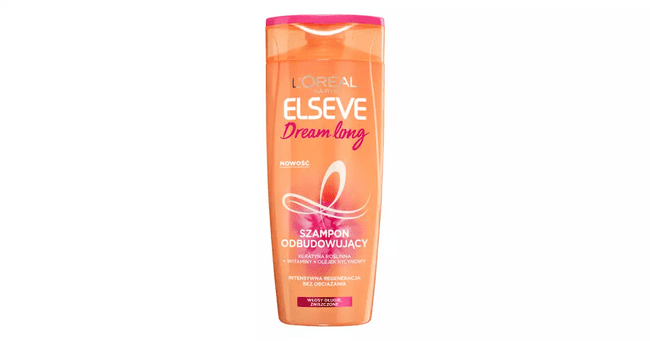 L'ORÉAL
PARIS
ELSEVE
Dream long
NOWOŚĆ
SZAMPON
ODBUDOWUJĄCY
KERATYNA ROŚLINNA
+ WITAMINY + OLEJEK RYCYNOWY
INTENSYWNA REGENERACJA
BEZ OBCIĄŻANIA
WŁOSY DŁUGIE,
ZNISZCZONE